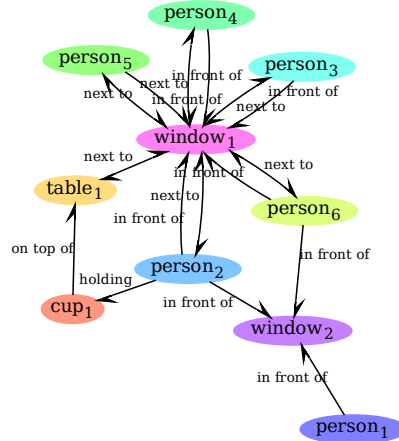 person4
person5
person3
in front of
next to
in front of
next to
in front of
next to
window1
next to
in front of
next to
table1
next to
in front of
person6
on top of
person2
in front of
holding
in front of
cup1
window2
in front of
person1